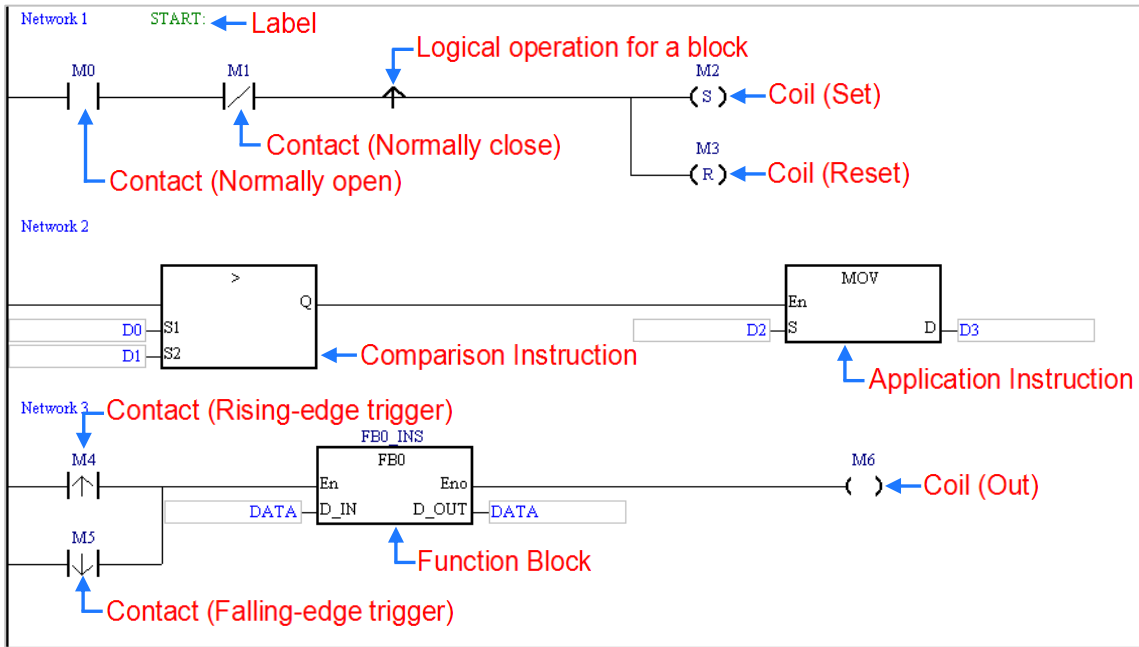 Network 1
START:
Label
Logical operation for a block
M0
M1
M2
S
Coil (Set)
Contact (Normally close)
M3
R
Coil (Reset)
Contact (Normally open)
Network 2
>
Q
D0
S1
D1
S2
Comparison Instruction
MOV
En
D2
S
D
D3
Application Instruction
Network 3
Contact (Rising-edge trigger)
M4
FB0_INS
FB0
En
Eno
DATA
D_IN
D_OUT
DATA
M6
Coil (Out)
M5
Function Block
Contact (Falling-edge trigger)